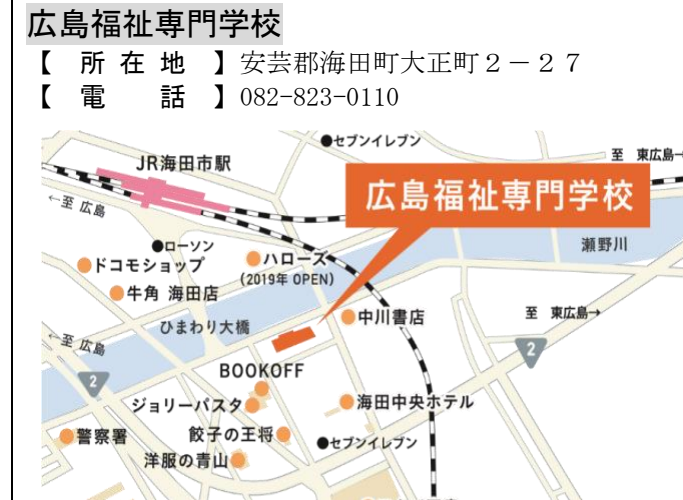 広島福祉専門学校
【 所 在 地 】安芸郡海田町大正町２－２７
【 電 話 】082-823-0110
●セブンイレブン
JR海田市駅
至 東広島→
広島福祉専門学校
←至 広島
瀬野川
●ローソン
ハローズ
(2019年 OPEN)
ドコモショップ
牛角 海田店
中川書店
至 東広島→
ひまわり大橋
←至 広島
2
2
BOOKOFF
ジョリーパスタ
海田中央ホテル
警察署
餃子の王将
●セブンイレブン
洋服の青山